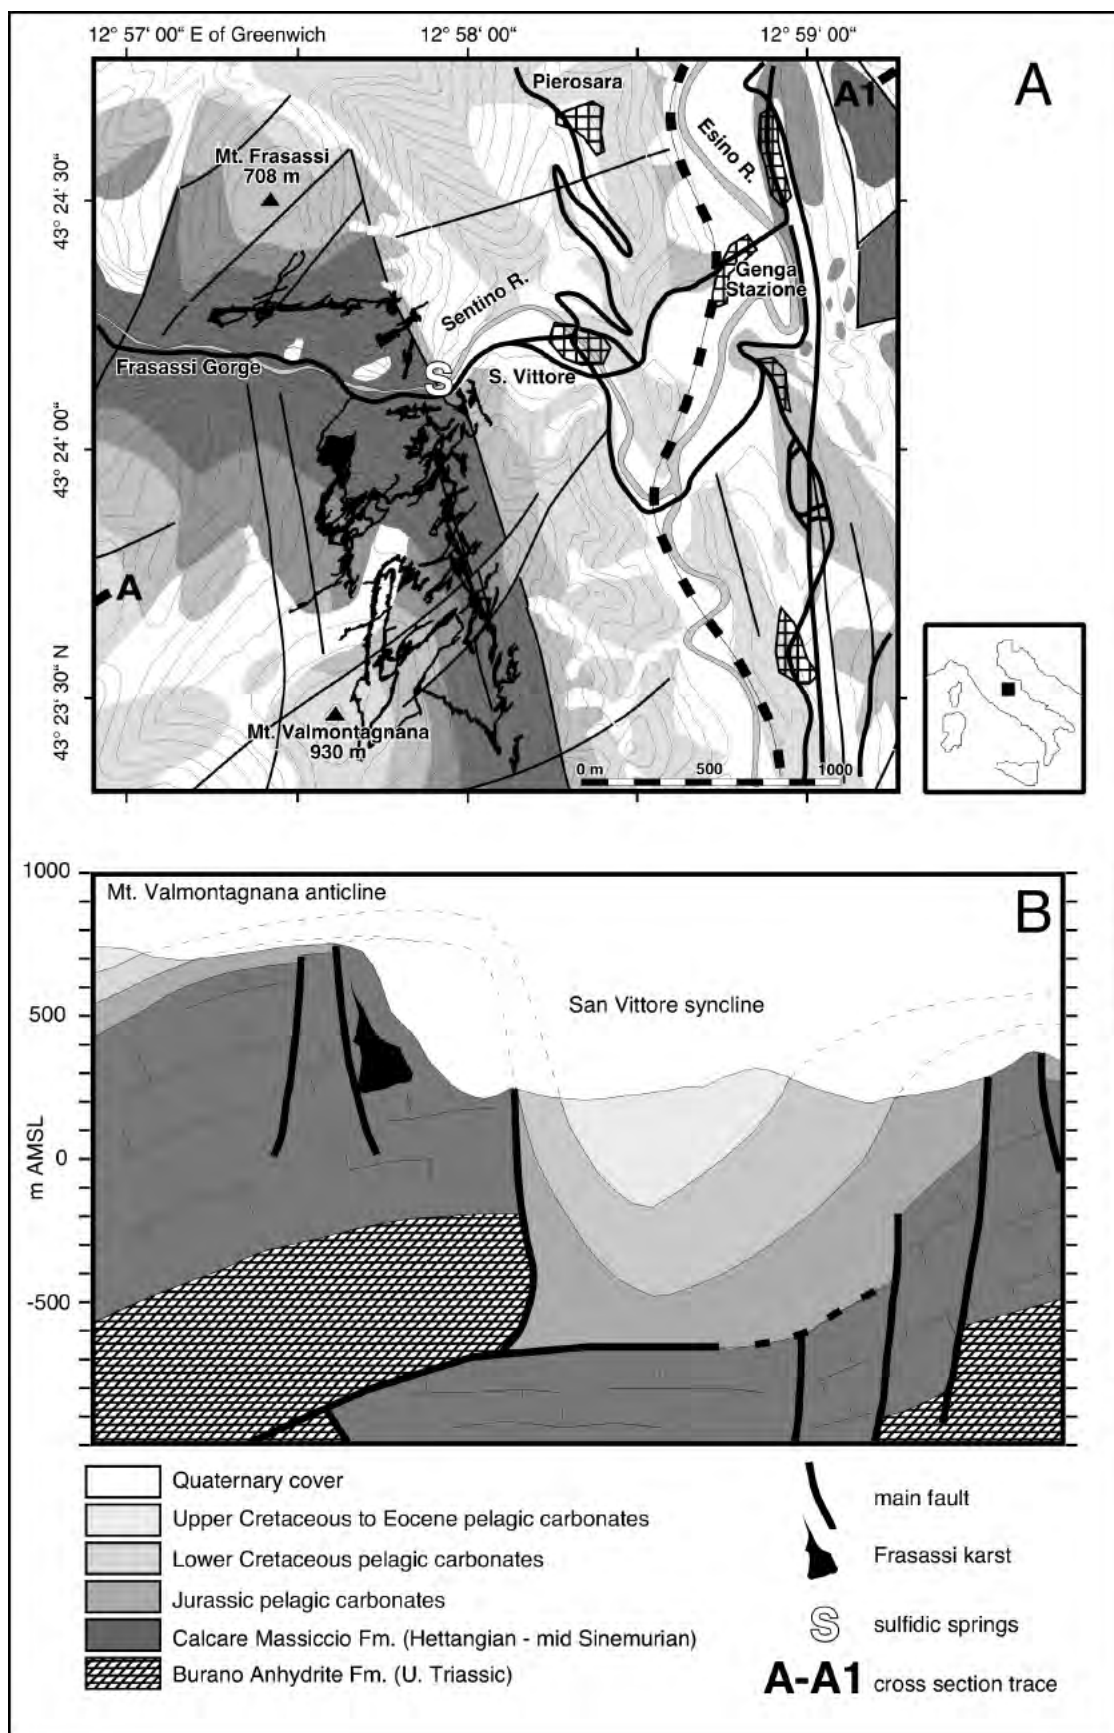 12° 57' 00“ E of Greenwich
12° 58‘ 00“
12° 59‘ 00“
A
Pierosara
A1
Esino R.
Mt. Frasassi
708 m
43° 24‘ 30“
Genga
Stazione
Sentino R.
Frasassi Gorge
S
S. Vittore
43° 24‘ 00“
A
43° 23‘ 30“ N
Mt. Valmontagnana
930 m
0 m
500
1000
1000
Mt. Valmontagnana anticline
B
San Vittore syncline
500
m AMSL
0
-500
Quaternary cover
Upper Cretaceous to Eocene pelagic carbonates
Lower Cretaceous pelagic carbonates
Jurassic pelagic carbonates
Calcare Massiccio Fm. (Hettangian - mid Sinemurian)
Burano Anhydrite Fm. (U. Triassic)
main fault
Frasassi karst
S sulfidic springs
A-A1 cross section trace